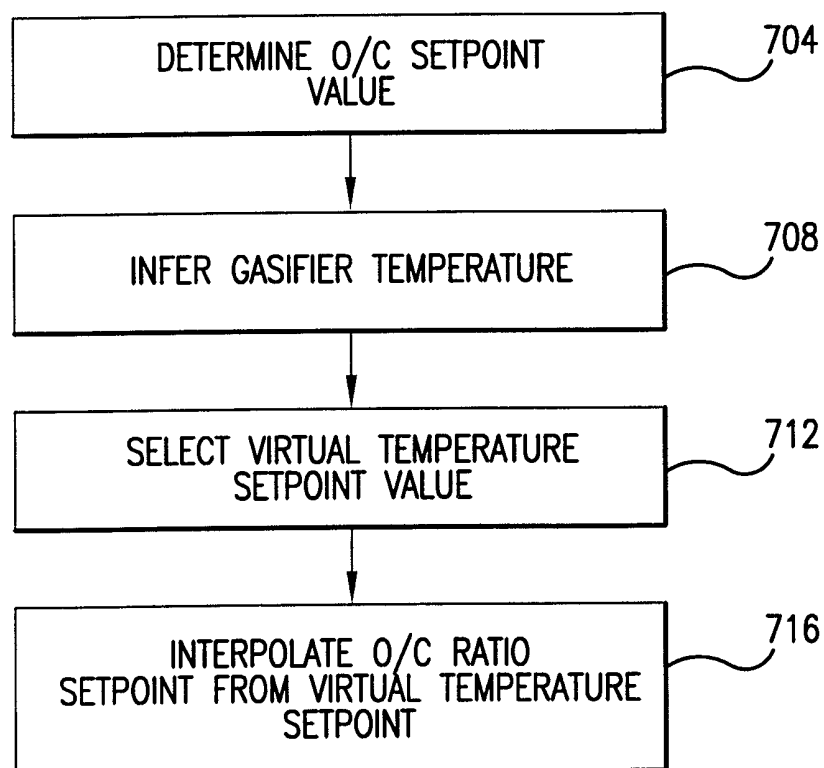 DETERMINE O/C SETPOINT
VALUE
704
INFER GASIFIER TEMPERATURE
708
SELECT VIRTUAL TEMPERATURE
SETPOINT VALUE
712
INTERPOLATE O/C RATIO
SETPOINT FROM VIRTUAL TEMPERATURE
SETPOINT
716